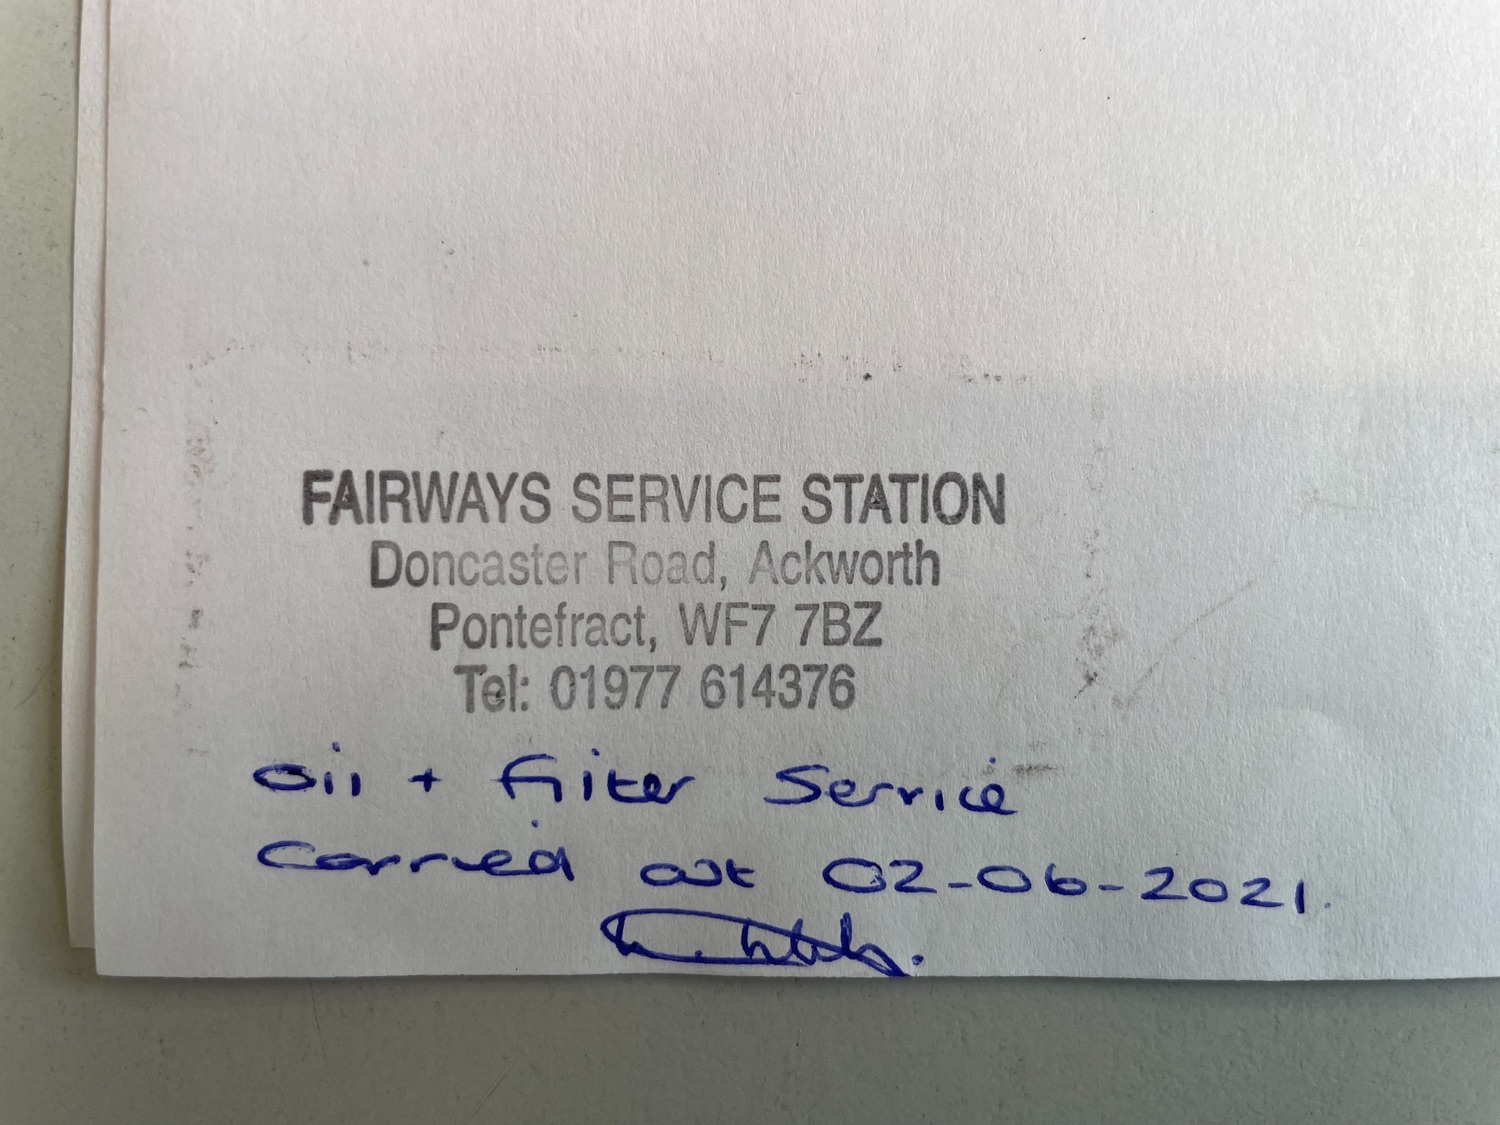 FAIRWAYS SERVICE STATION
Doncaster Road, Ackworth
Pontefract, WF7 7BZ
Tel: 01977 614376
Oil + Filter Service
Carried out 02-06-2021.